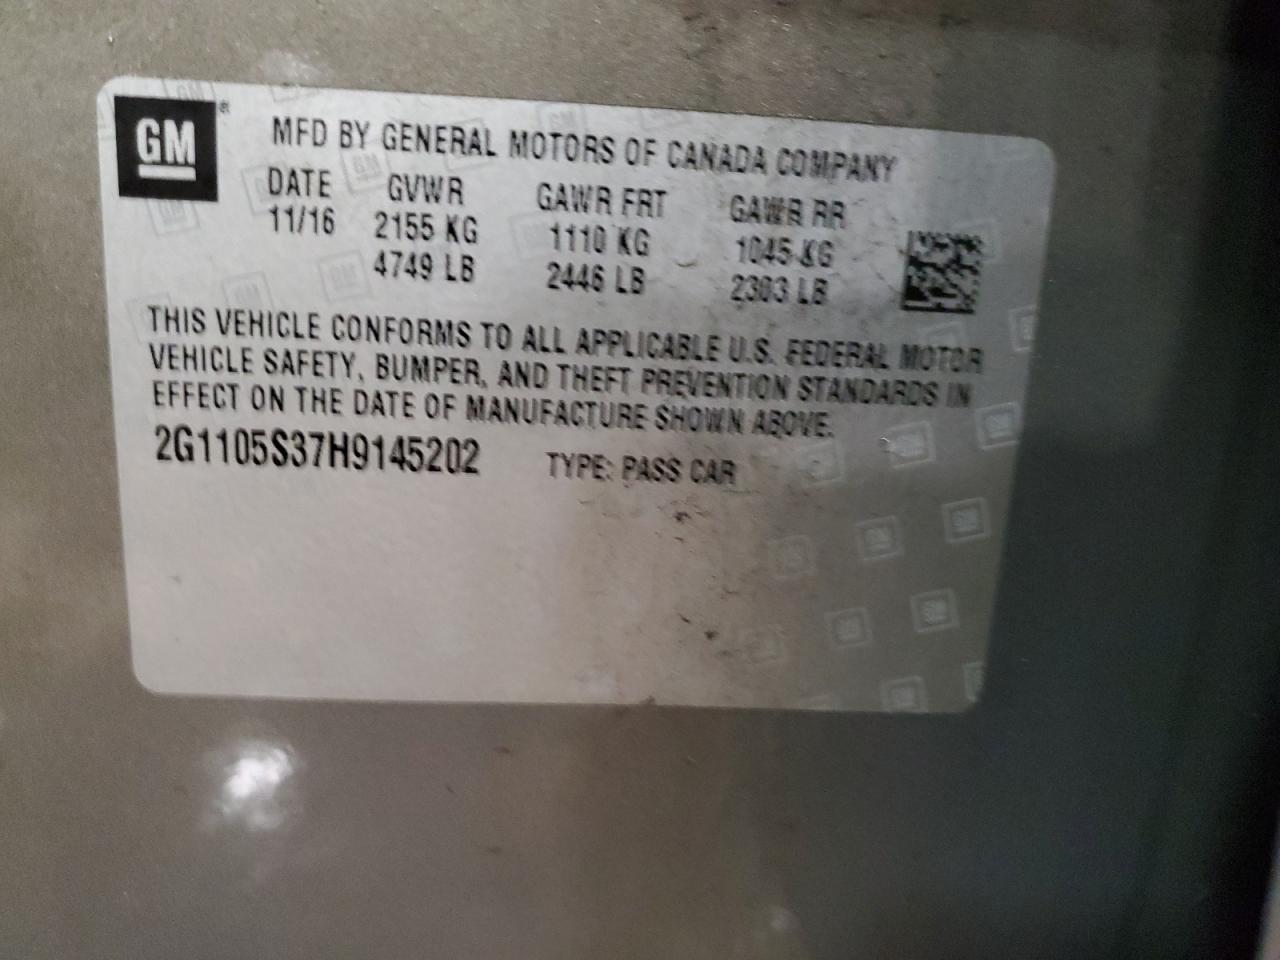 GM®
MFD BY GENERAL MOTORS OF CANADA COMPANY
DATE GVWR GAWR FRT GAWR RR
11/16 2155 KG 1110 KG 1045 KG
4749 LB 2446 LB 2303 LB
THIS VEHICLE CONFORMS TO ALL APPLICABLE U.S. FEDERAL MOTOR
VEHICLE SAFETY, BUMPER, AND THEFT PREVENTION STANDARDS IN
EFFECT ON THE DATE OF MANUFACTURE SHOWN ABOVE.
2G1105S37H9145202 TYPE: PASS CAR